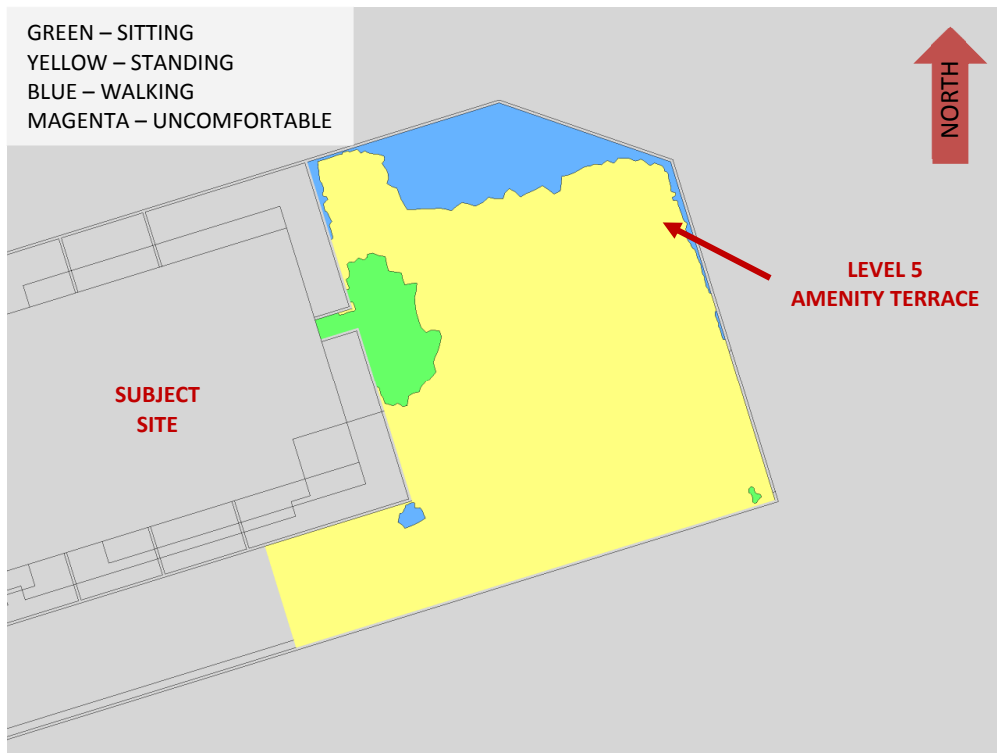 GREEN – SITTING
YELLOW – STANDING
BLUE – WALKING
MAGENTA – UNCOMFORTABLE
NORTH
LEVEL 5
AMENITY TERRACE
SUBJECT
SITE